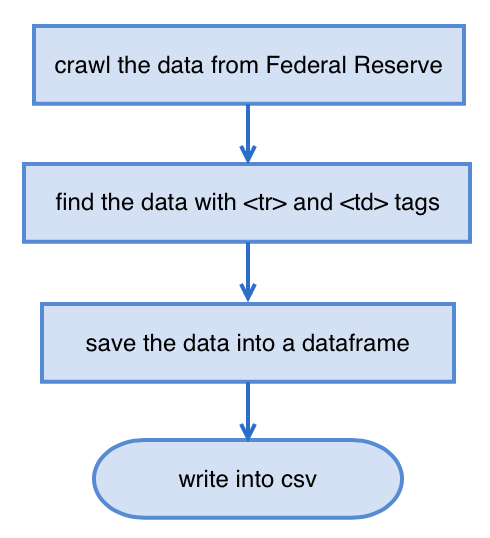 crawl the data from Federal Reserve
find the data with <tr> and <td> tags
save the data into a dataframe
write into csv